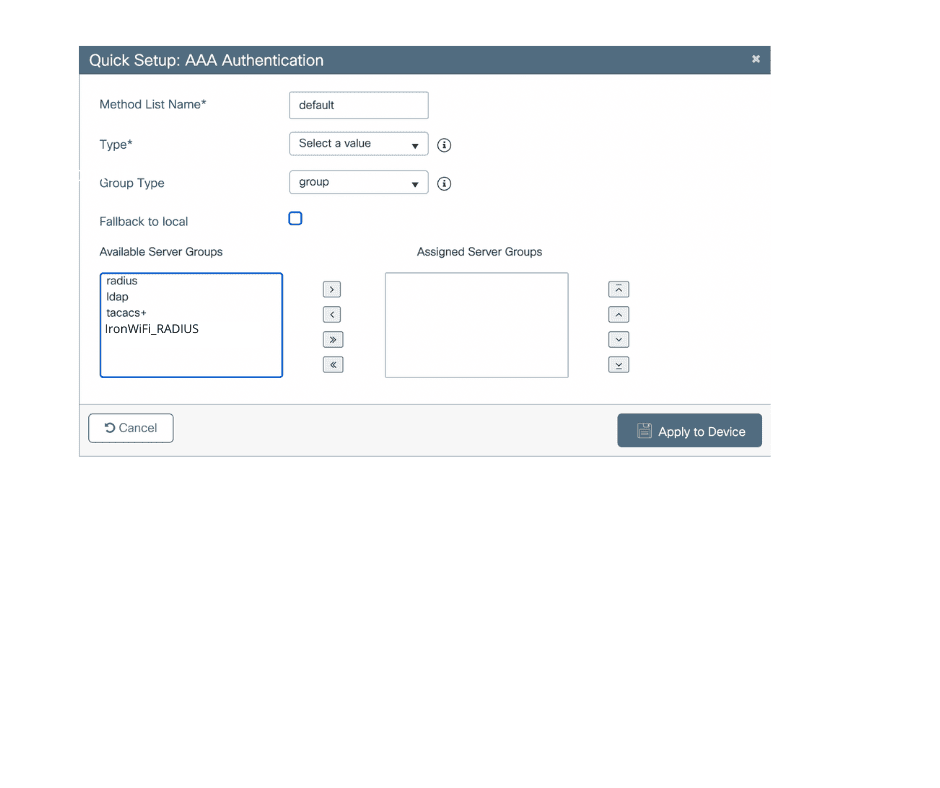 Quick Setup: AAA Authentication
Method List Name* default
Type* Select a value
Group Type group
Fallback to local
Available Server Groups Assigned Server Groups
radius
ldap
tacacs+
IronWiFi_RADIUS
Cancel Apply to Device